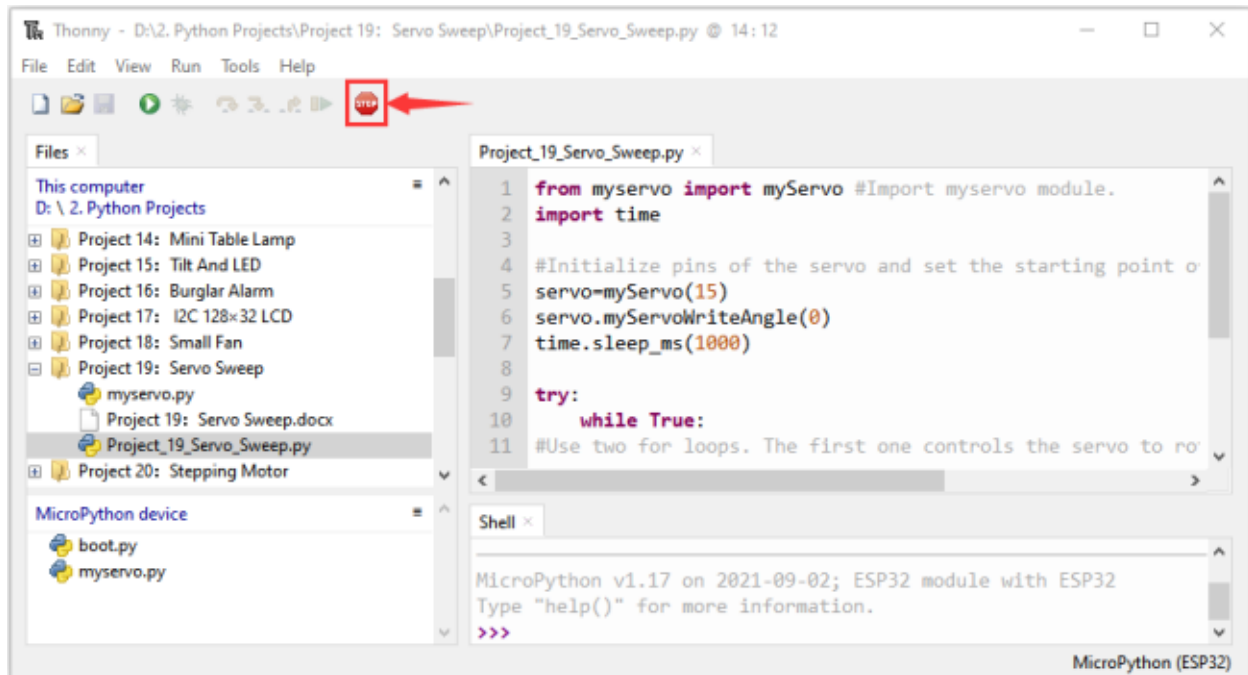 Thonny - D:\2. Python Projects\Project 19: Servo Sweep\Project_19_Servo_Sweep.py @ 14:12
File Edit View Run Tools Help
STOP
Files
This computer
D: \ 2. Python Projects
Project 14: Mini Table Lamp
Project 15: Tilt And LED
Project 16: Burglar Alarm
Project 17: I2C 128×32 LCD
Project 18: Small Fan
Project 19: Servo Sweep
myservo.py
Project 19: Servo Sweep.docx
Project_19_Servo_Sweep.py
Project 20: Stepping Motor
MicroPython device
boot.py
myservo.py
Project_19_Servo_Sweep.py
1 from myservo import myServo #Import myservo module.
2 import time
3
4 #Initialize pins of the servo and set the starting point o
5 servo=myServo(15)
6 servo.myServoWriteAngle(0)
7 time.sleep_ms(1000)
8
9 try:
10 while True:
11 #Use two for loops. The first one controls the servo to ro
Shell
MicroPython v1.17 on 2021-09-02; ESP32 module with ESP32
Type "help()" for more information.
>>>
MicroPython (ESP32)